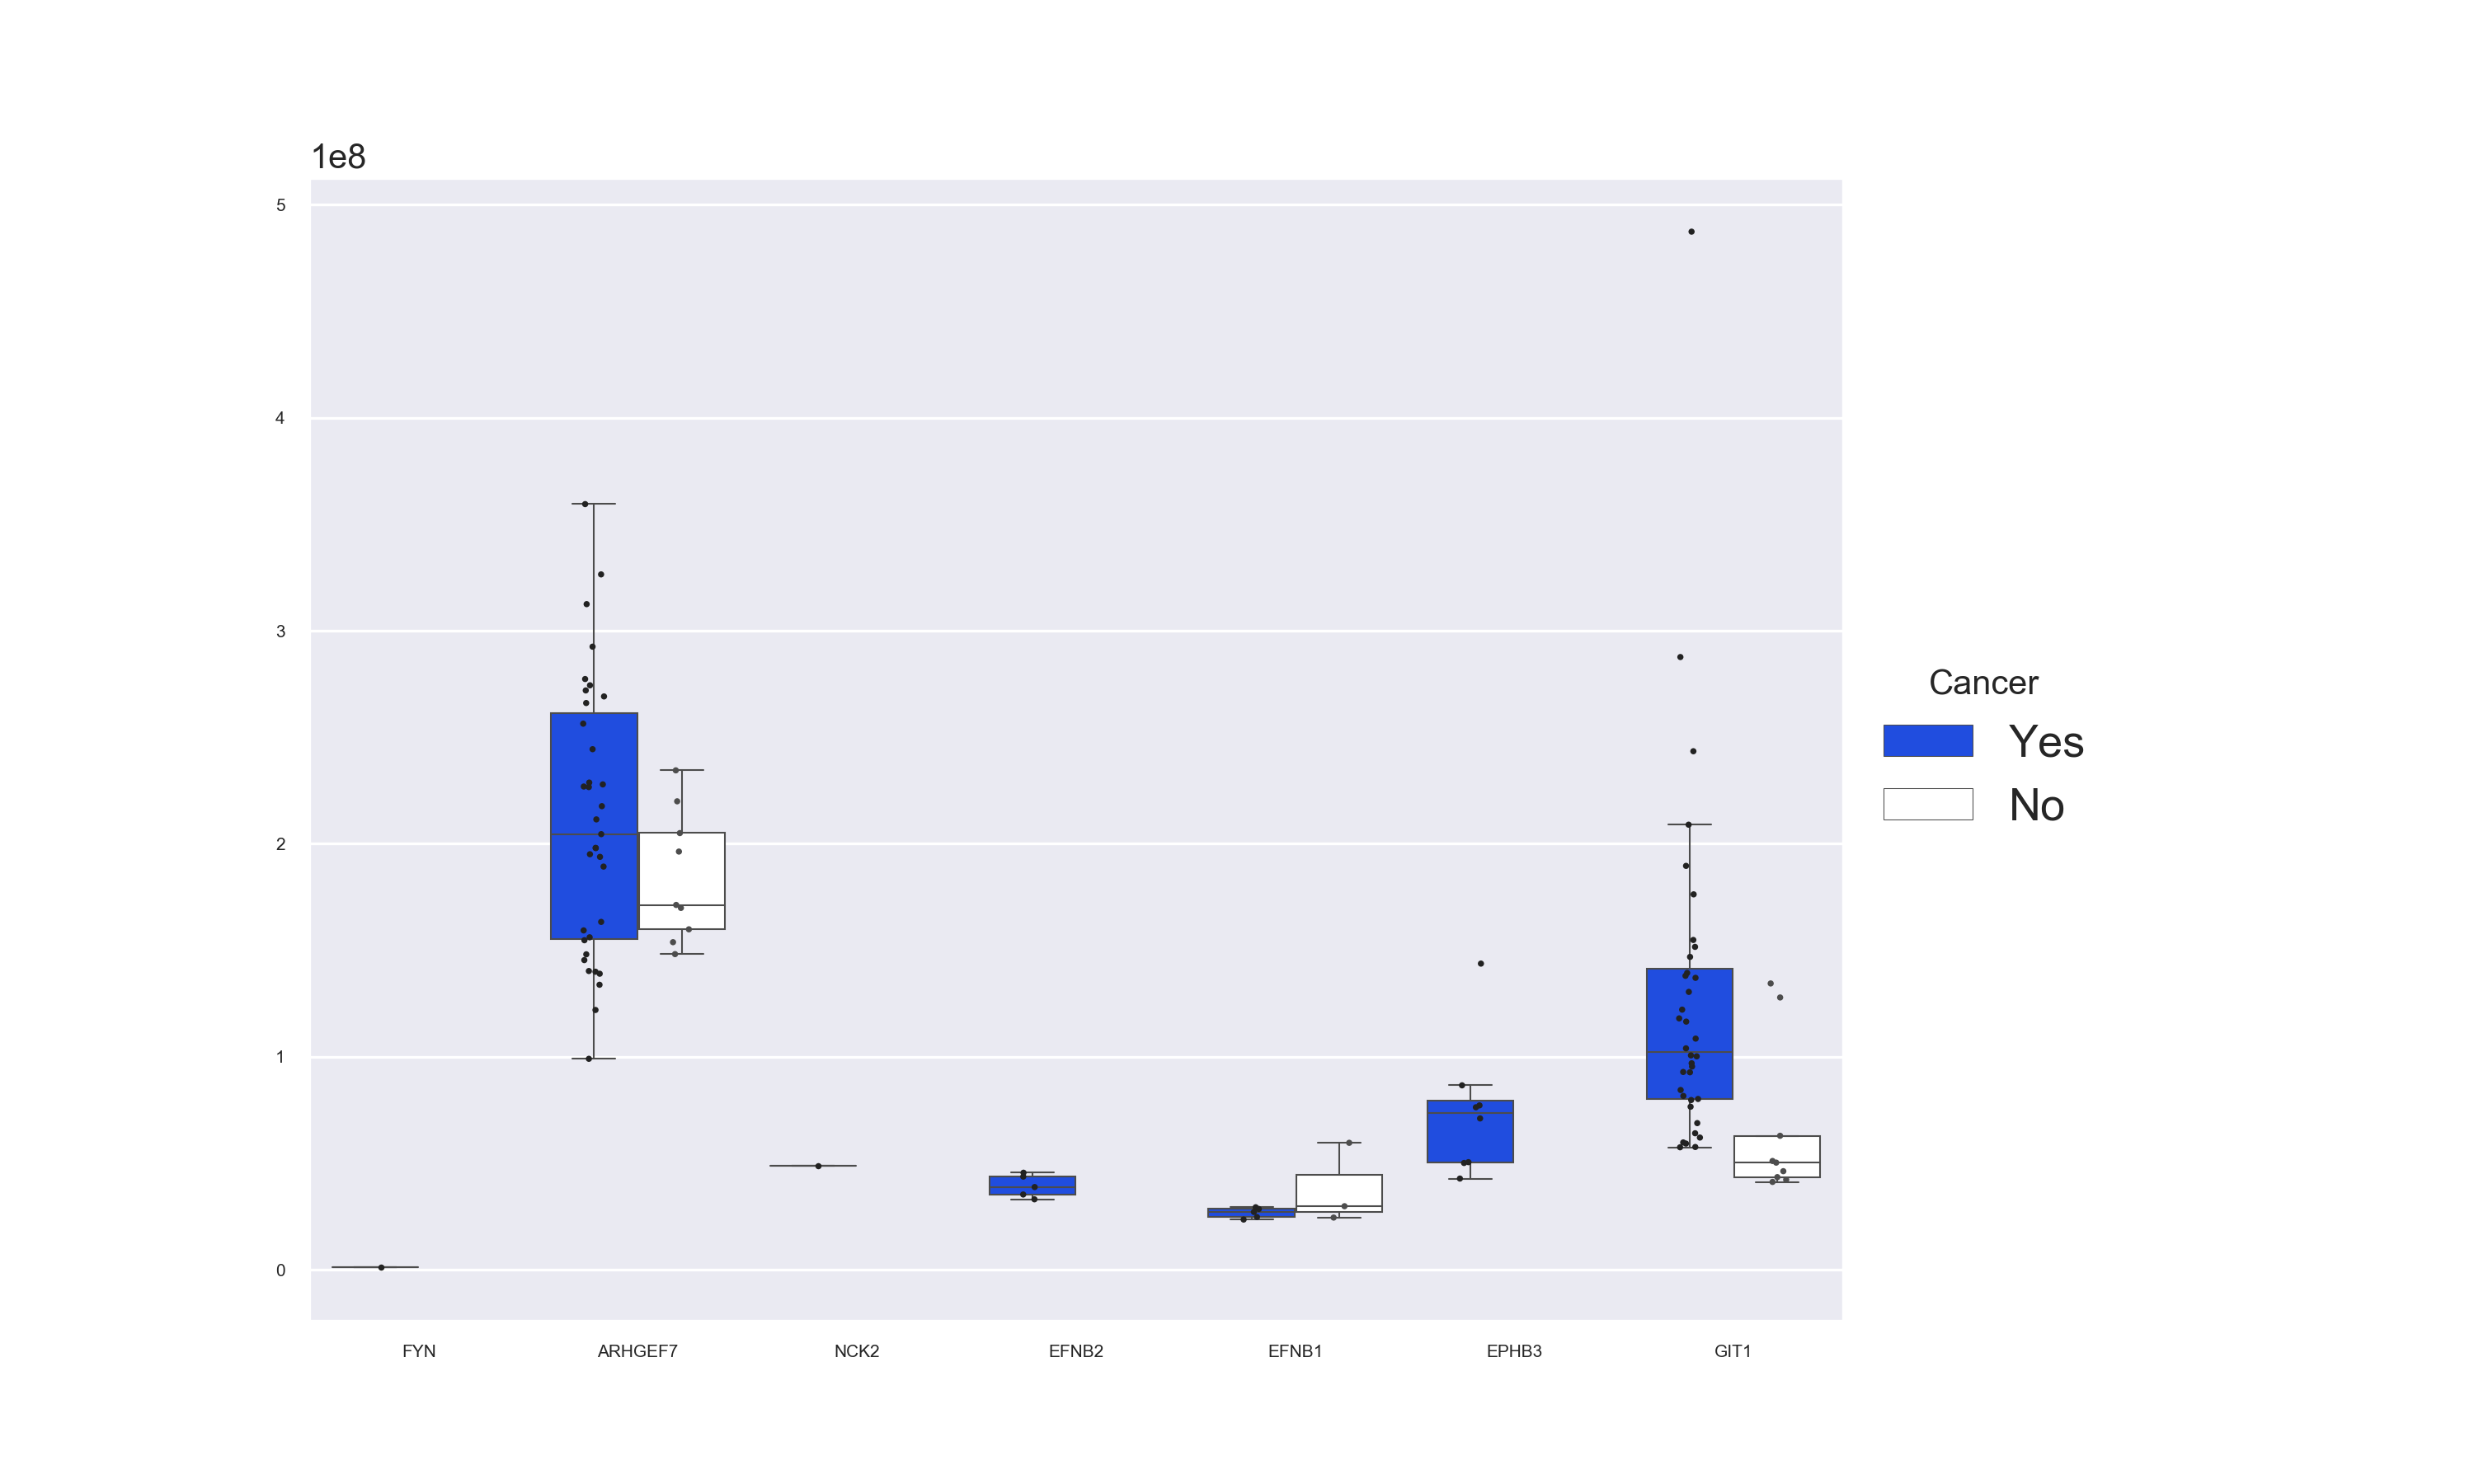 1e8
5
4
3
2
1
0
FYN ARHGEF7 NCK2 EFNB2 EFNB1 EPHB3 GIT1
Cancer
Yes
No